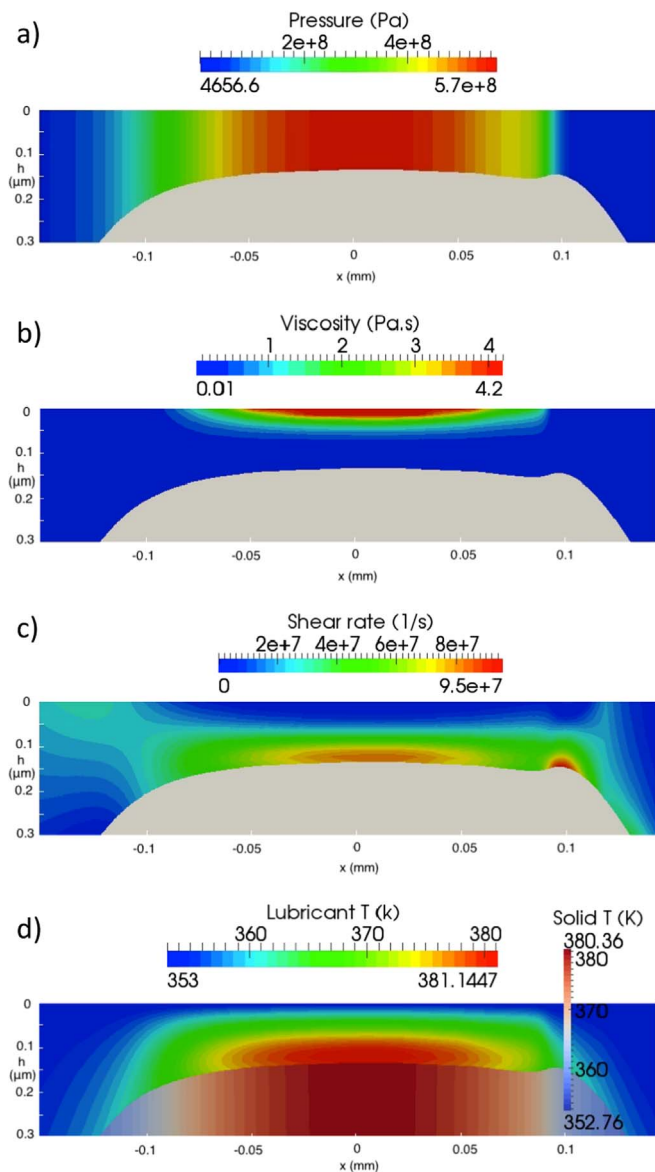 a)
Pressure (Pa)
2e+8 4e+8
4656.6 5.7e+8
0
0.1
h
(μm)
0.2
0.3
-0.1 -0.05 0 0.05 0.1
x (mm)
b)
Viscosity (Pa.s)
1 2 3 4
0.01 4.2
0
0.1
h
(μm)
0.2
0.3
-0.1 -0.05 0 0.05 0.1
x (mm)
c)
Shear rate (1/s)
2e+7 4e+7 6e+7 8e+7
0 9.5e+7
0
0.1
h
(μm)
0.2
0.3
-0.1 -0.05 0 0.05 0.1
x (mm)
d)
Lubricant T (k) Solid T (K)
360 370 380 380.36
353 381.1447 380
370
360
352.76
0
0.1
h
(μm)
0.2
0.3
-0.1 -0.05 0 0.05 0.1
x (mm)